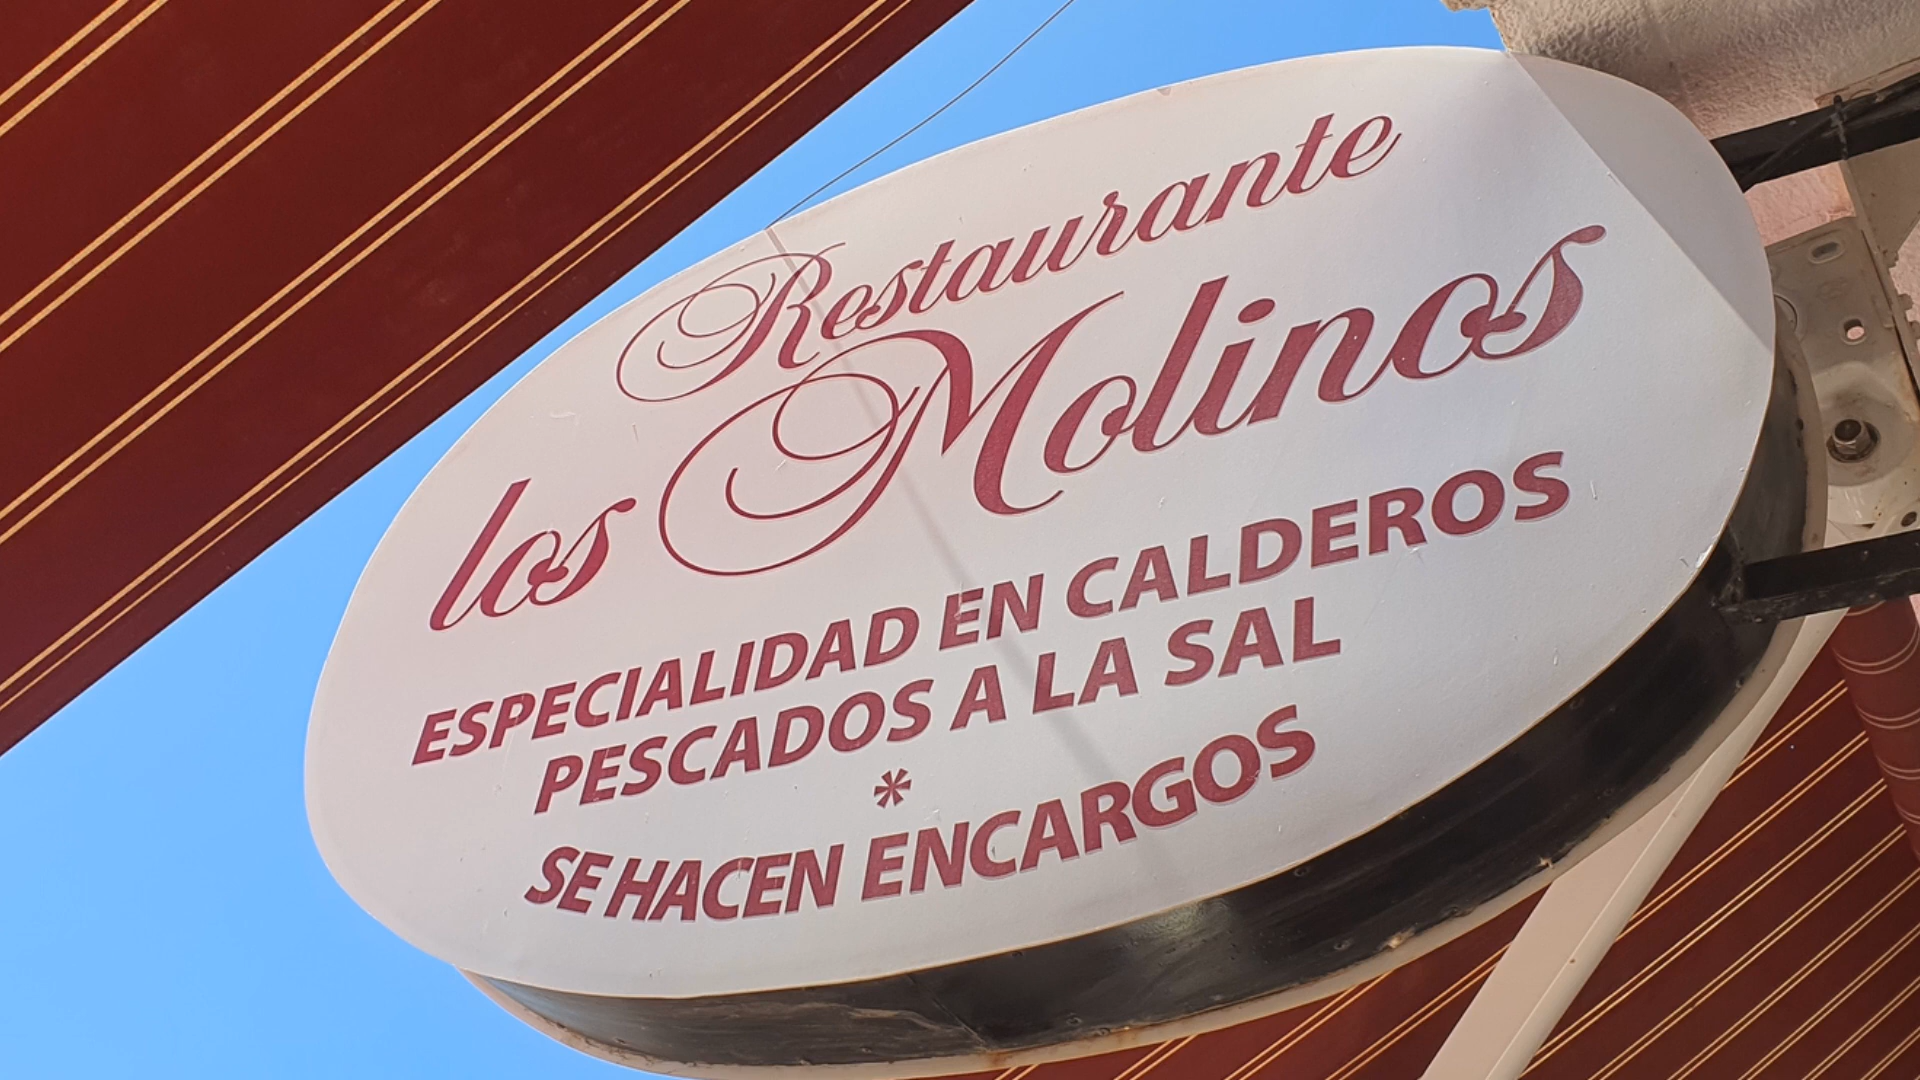 Restaurante
los Molinos
ESPECIALIDAD EN CALDEROS
PESCADOS A LA SAL
*
SE HACEN ENCARGOS